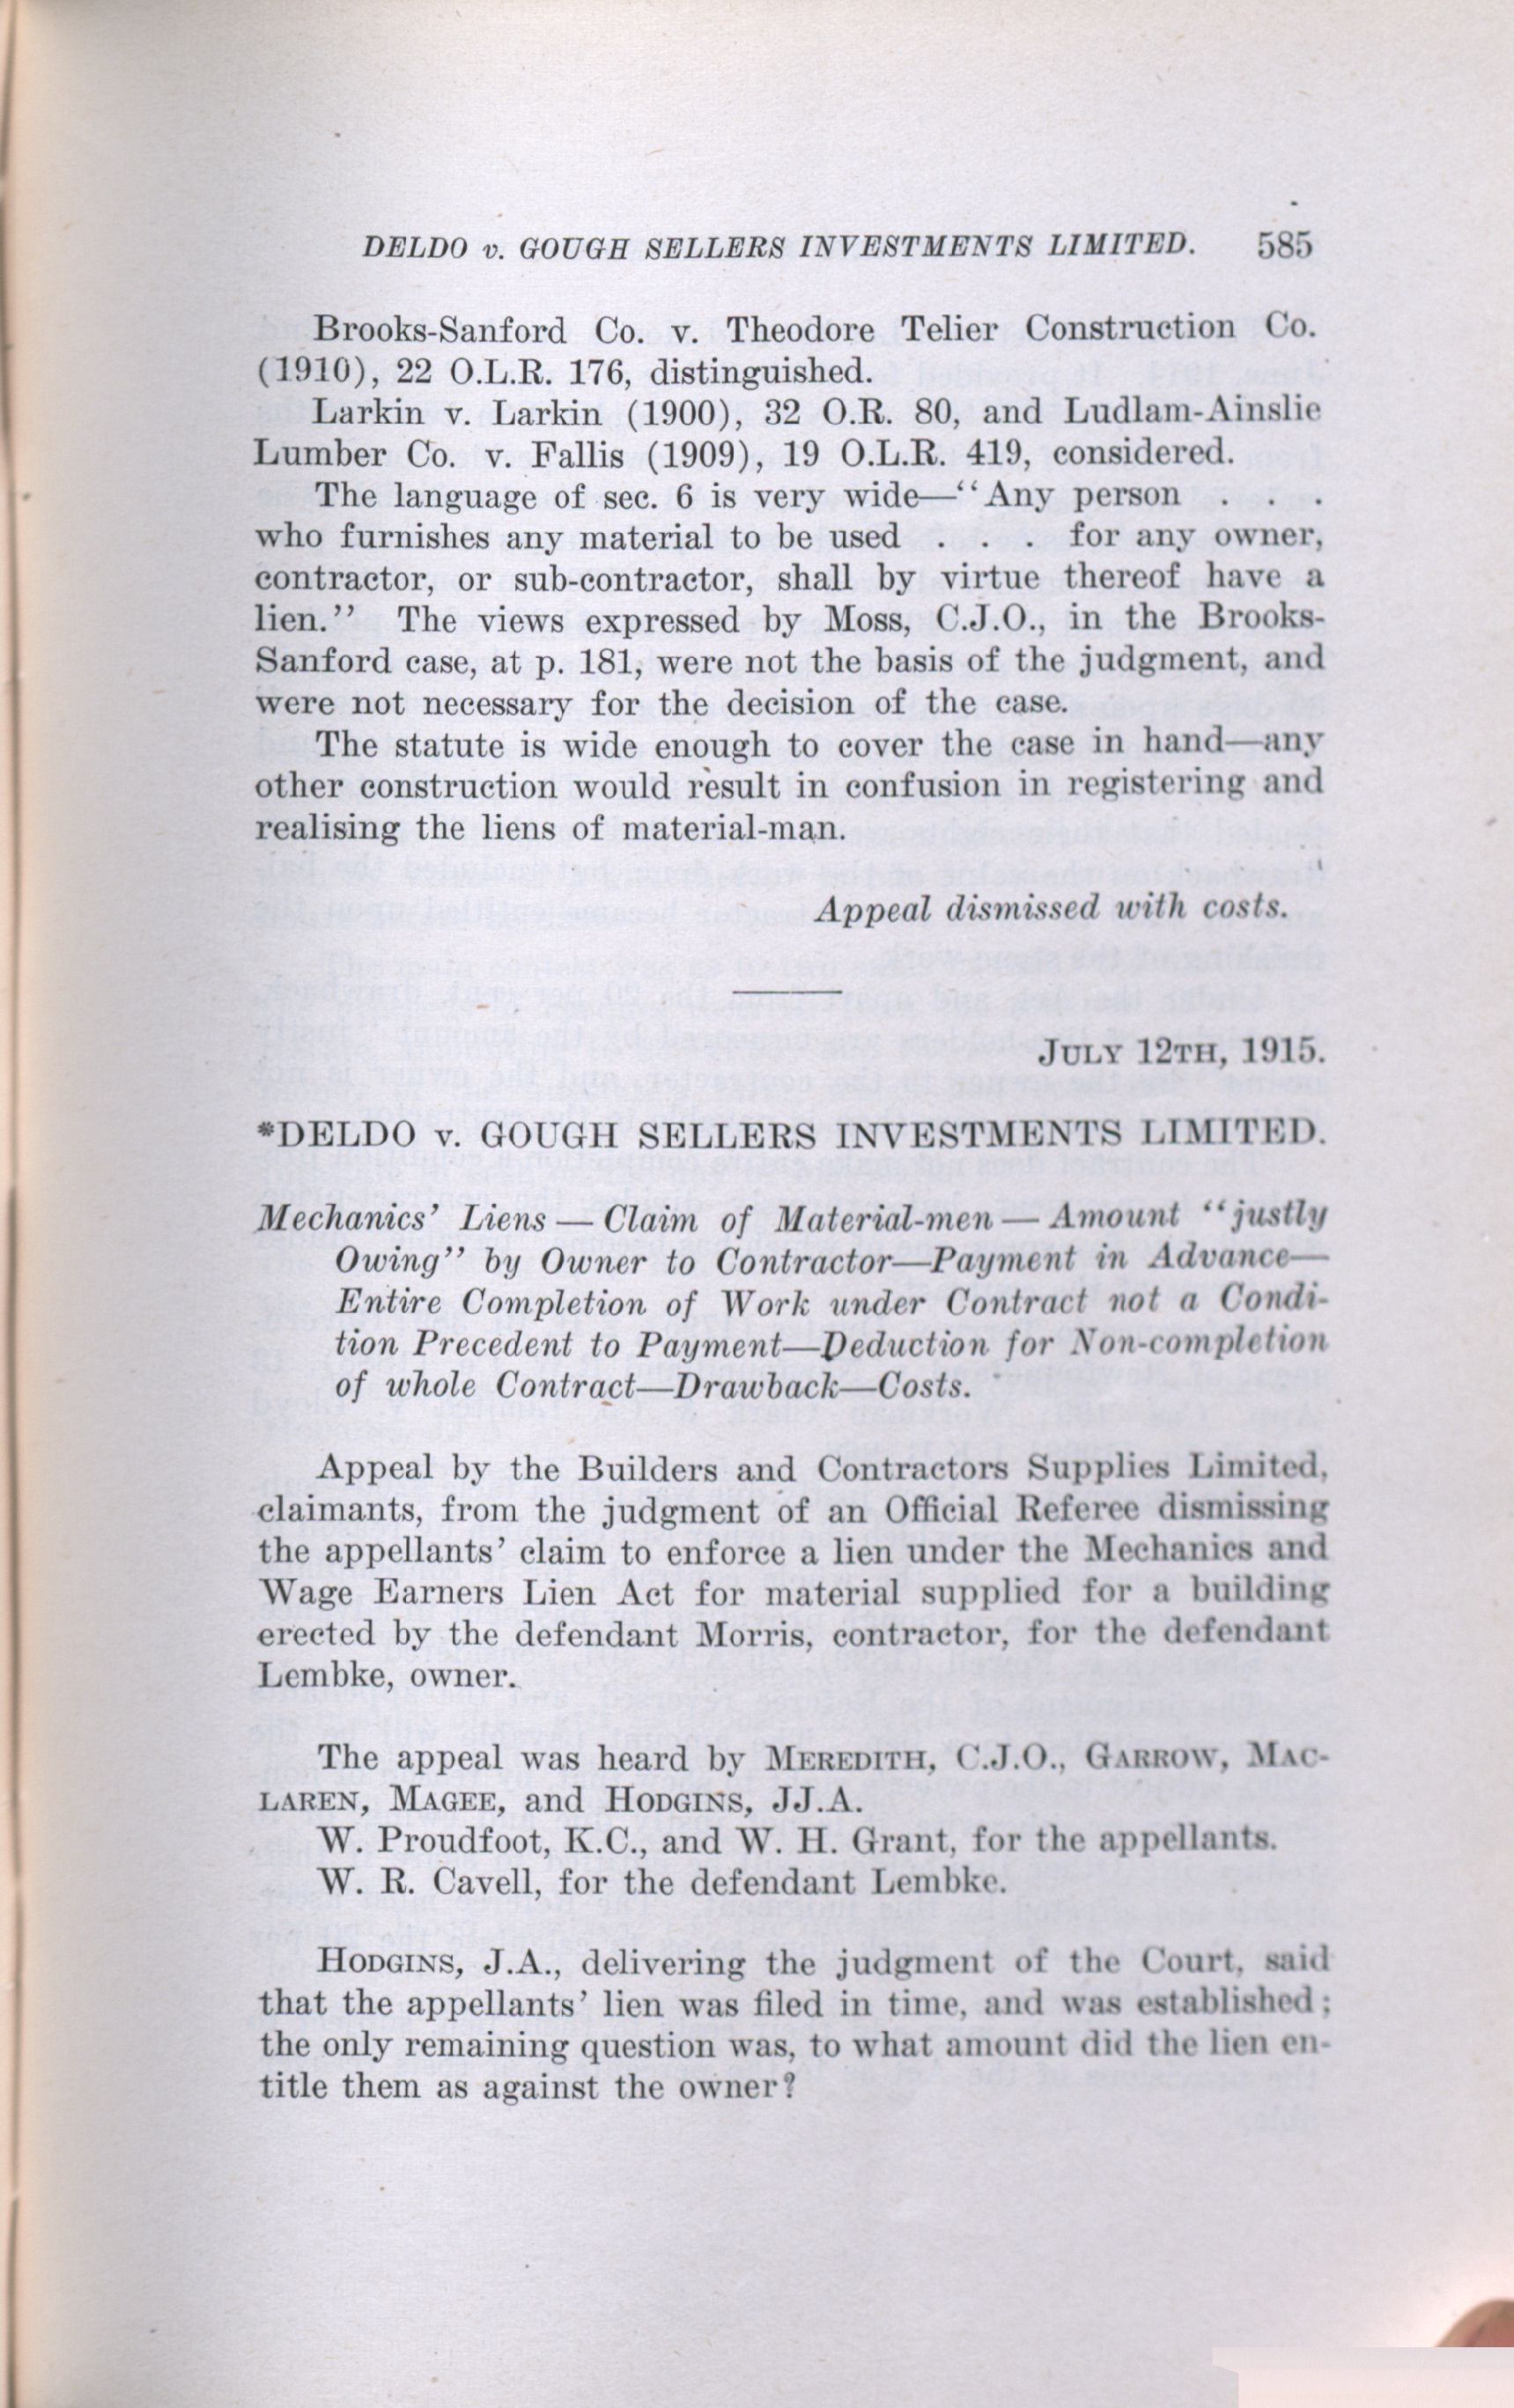 DELDO v. GOUGH SELLERS INVESTMENTS LIMITED. 585
Brooks-Sanford Co. v. Theodore Telier Construction Co.
(1910), 22 O.L.R. 176, distinguished.
Larkin v. Larkin (1900), 32 O.R. 80, and Ludlam-Ainslie
Lumber Co. v. Fallis (1909), 19 O.L.R. 419, considered.
The language of sec. 6 is very wide—“Any person . . .
who furnishes any material to be used . . . for any owner,
contractor, or sub-contractor, shall by virtue thereof have a
lien.” The views expressed by Moss, C.J.O., in the Brooks-
Sanford case, at p. 181, were not the basis of the judgment, and
were not necessary for the decision of the case.
The statute is wide enough to cover the case in hand—any
other construction would result in confusion in registering and
realising the liens of material-man.
Appeal dismissed with costs.
JULY 12TH, 1915.
*DELDO v. GOUGH SELLERS INVESTMENTS LIMITED.
Mechanics’ Liens — Claim of Material-men — Amount “justly
Owing” by Owner to Contractor—Payment in Advance—
Entire Completion of Work under Contract not a Condi-
tion Precedent to Payment—Deduction for Non-completion
of whole Contract—Drawback—Costs.
Appeal by the Builders and Contractors Supplies Limited,
claimants, from the judgment of an Official Referee dismissing
the appellants’ claim to enforce a lien under the Mechanics and
Wage Earners Lien Act for material supplied for a building
erected by the defendant Morris, contractor, for the defendant
Lembke, owner.
The appeal was heard by MEREDITH, C.J.O., GARROW, MAC-
LAREN, MAGEE, and HODGINS, JJ.A.
W. Proudfoot, K.C., and W. H. Grant, for the appellants.
W. R. Cavell, for the defendant Lembke.
HODGINS, J.A., delivering the judgment of the Court, said
that the appellants’ lien was filed in time, and was established;
the only remaining question was, to what amount did the lien en-
title them as against the owner?